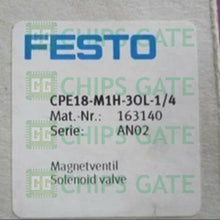 FESTO
CPE18-M1H-3OL-1/4
Mat.-Nr.: 163140
Serie: AN02
Magnetventil
Solenoid valve
CHIPS GATE
CHIPS GATE
CHIPS GATE